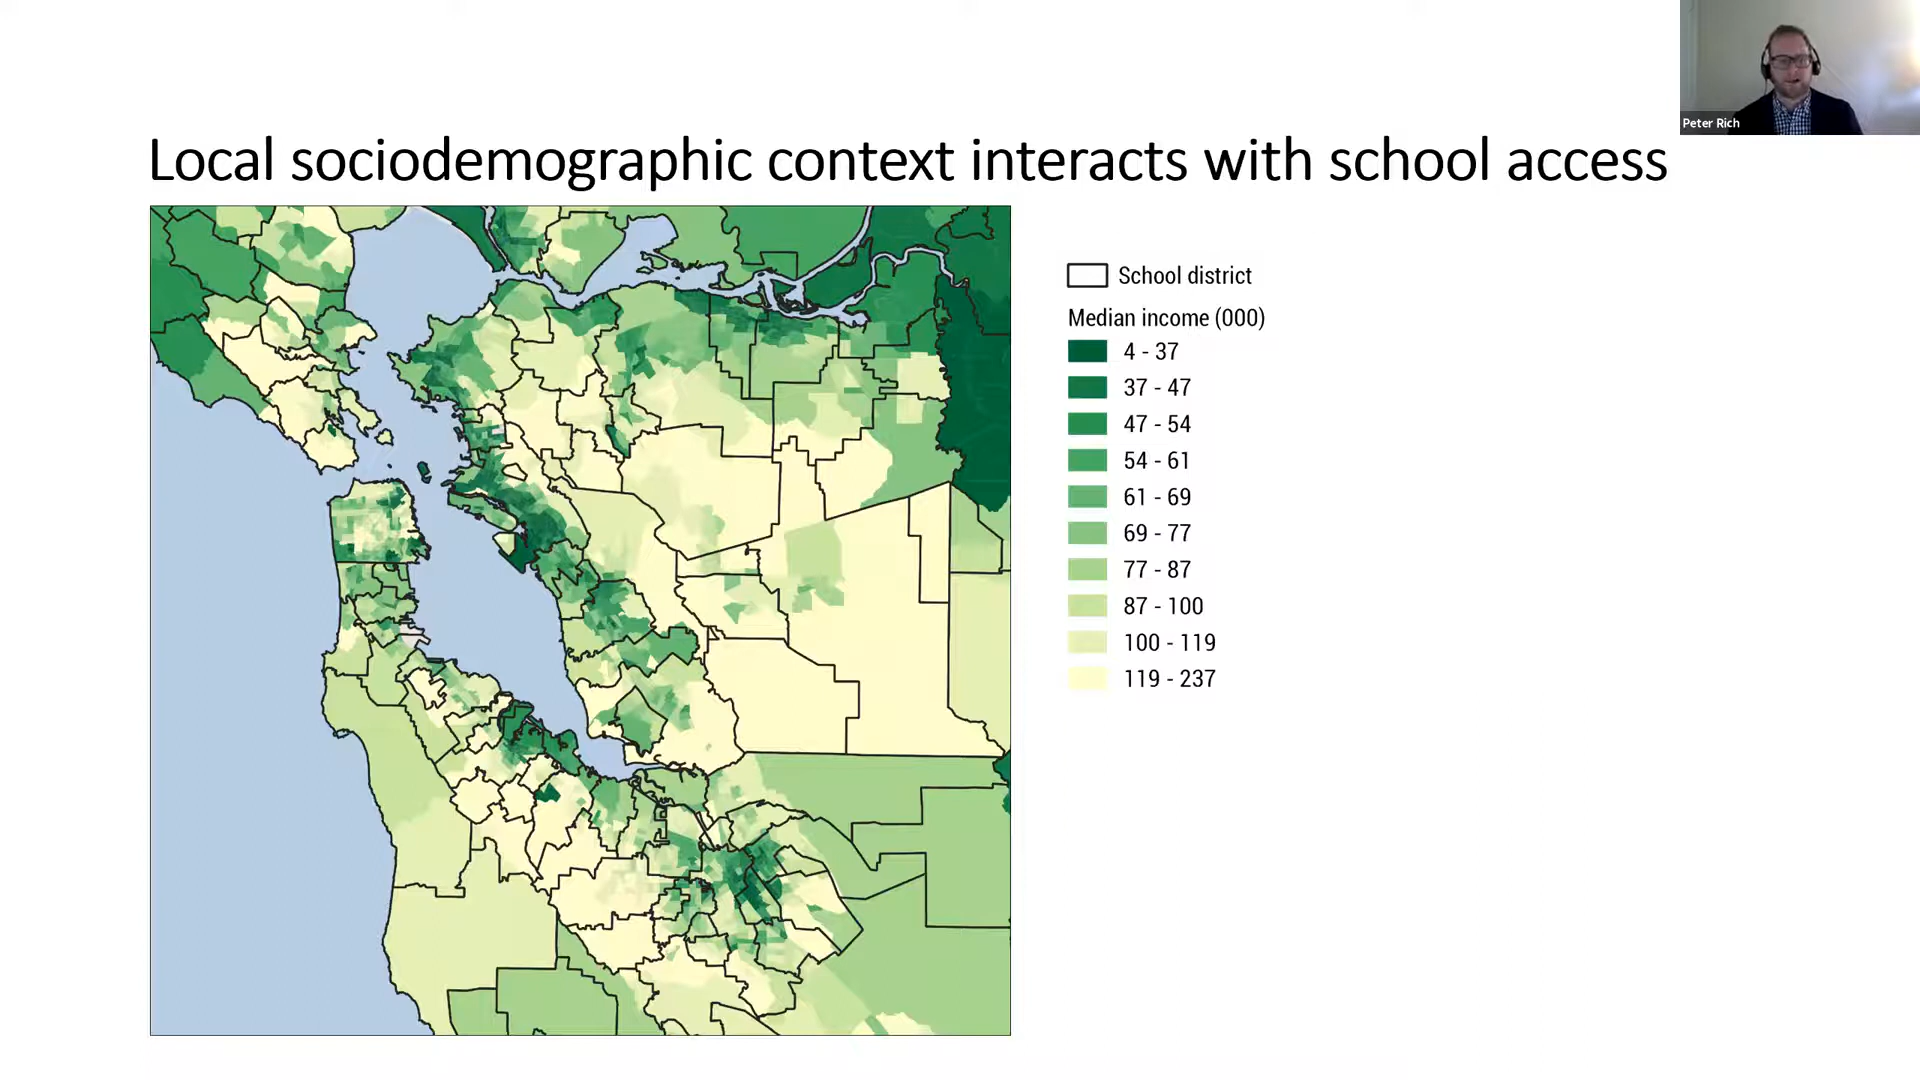 Peter Rich
Local sociodemographic context interacts with school access
School district
Median income (000)
4 - 37
37 - 47
47 - 54
54 - 61
61 - 69
69 - 77
77 - 87
87 - 100
100 - 119
119 - 237